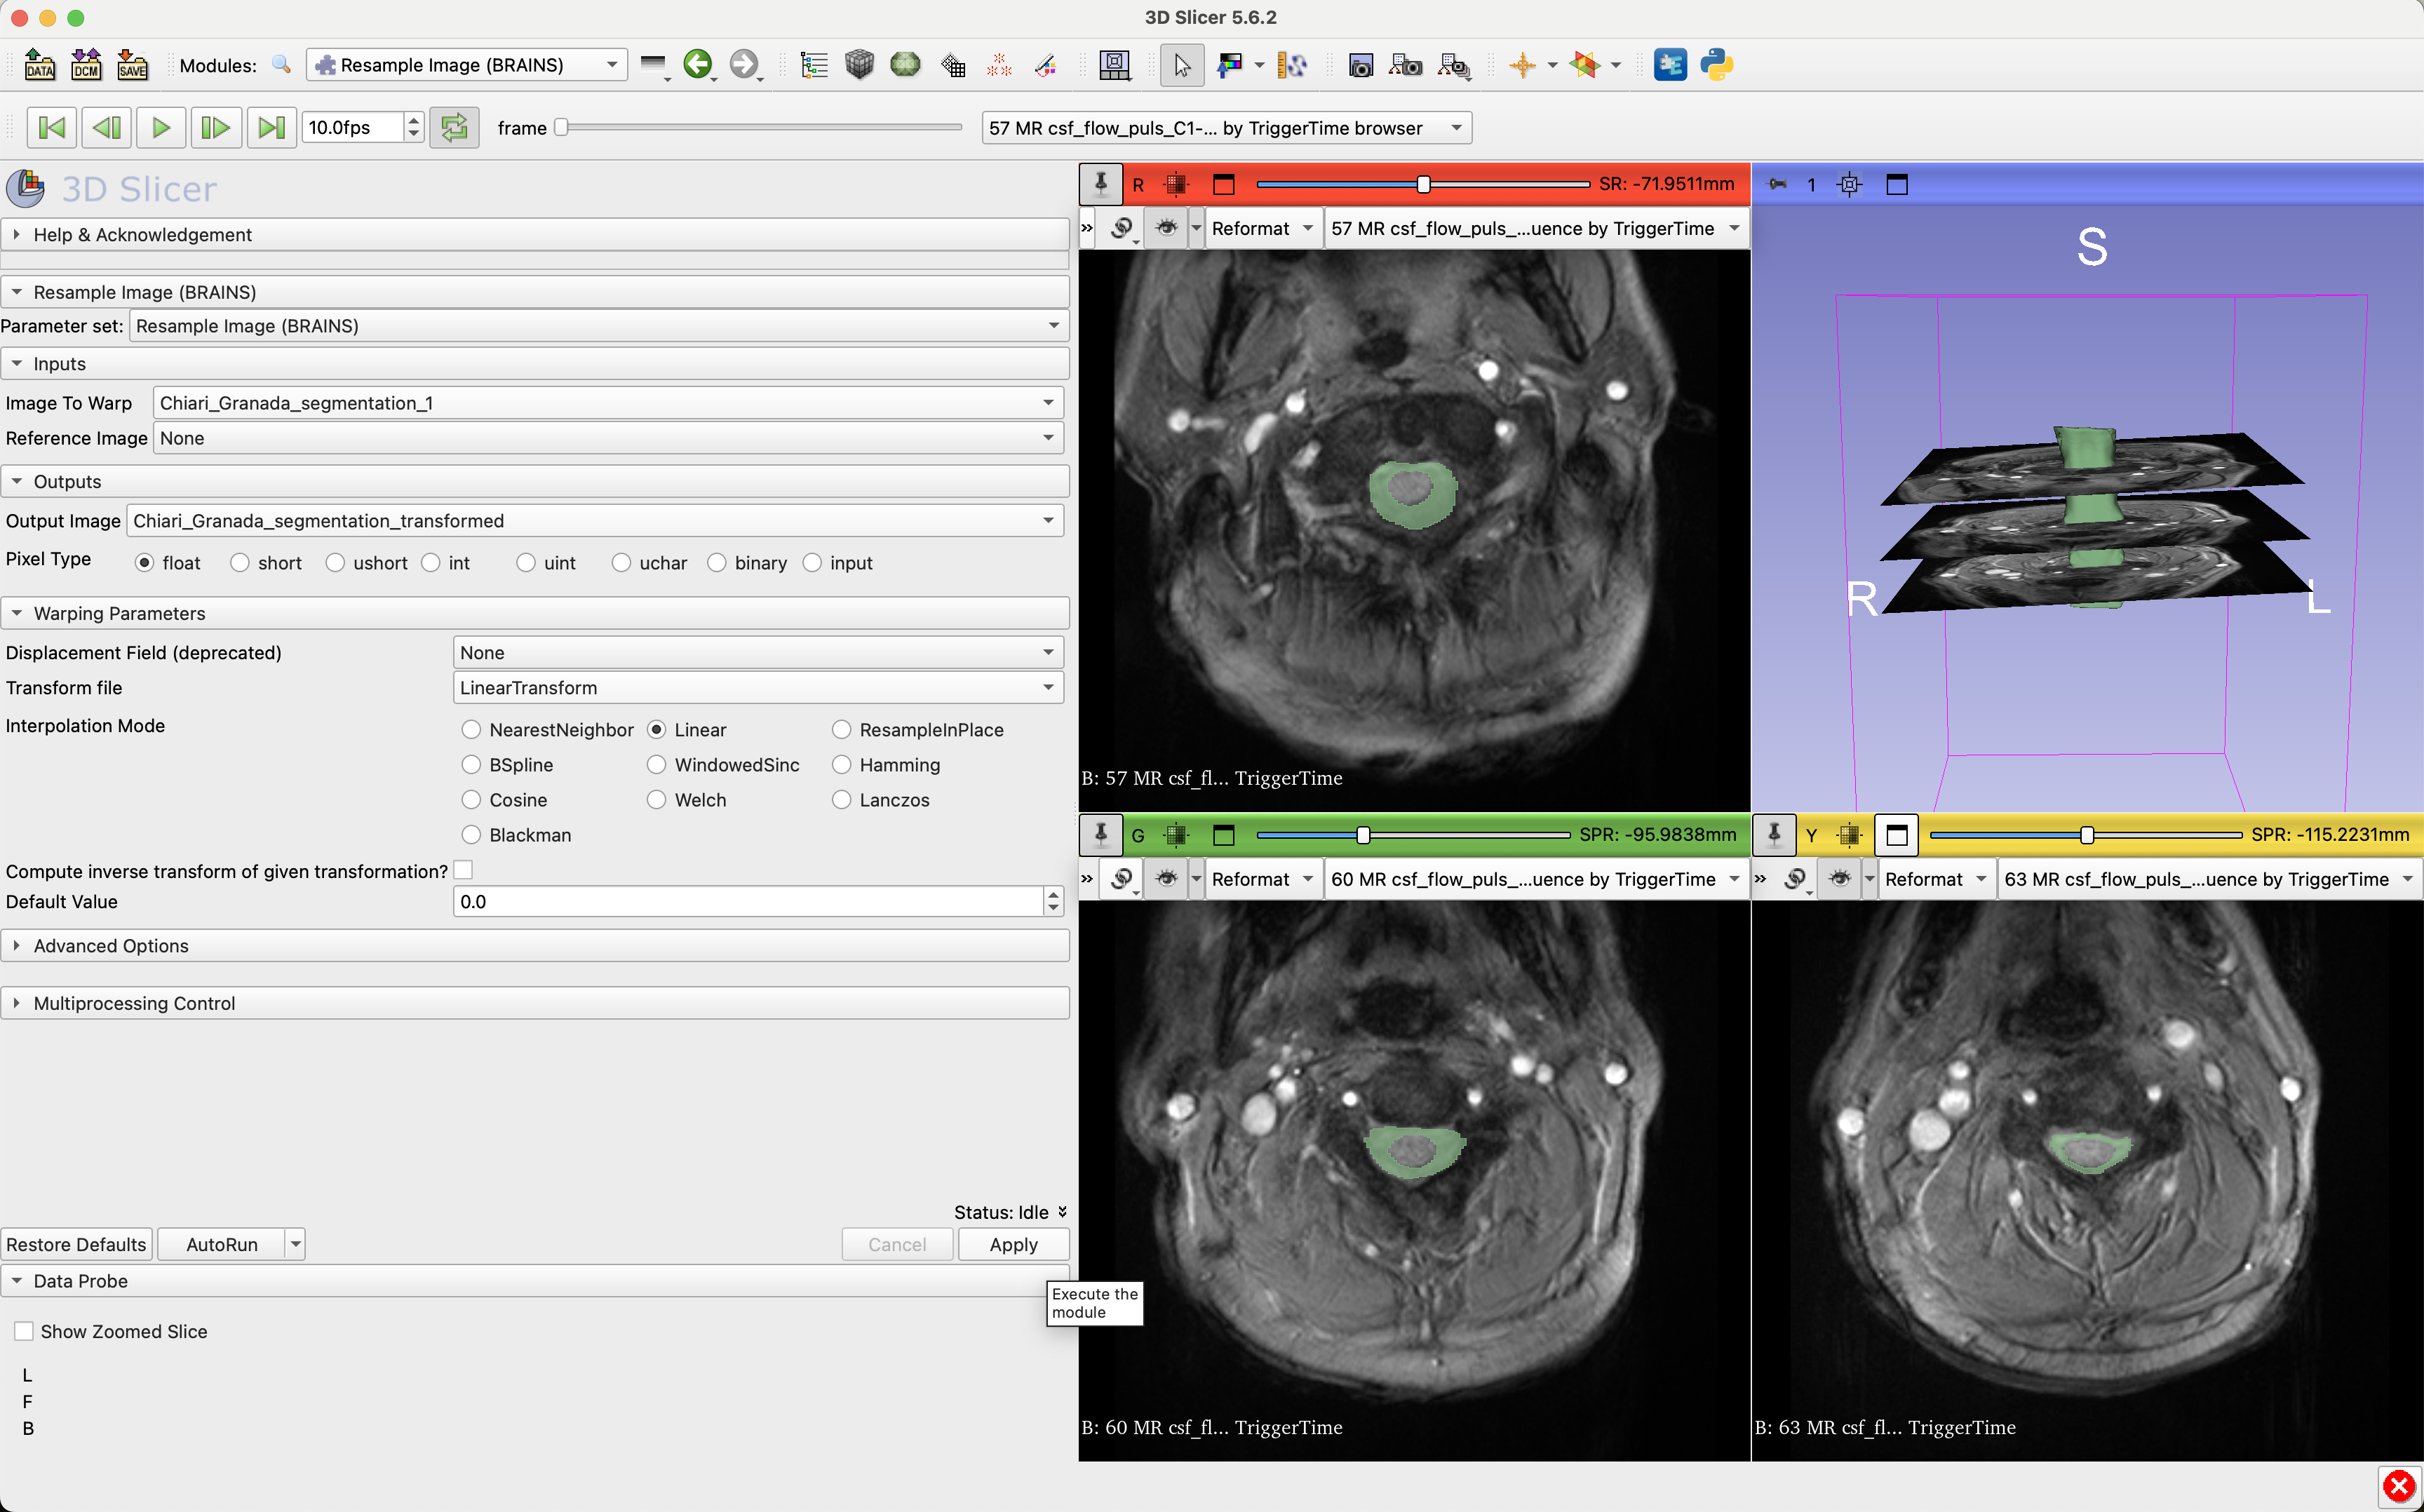 3D Slicer 5.6.2
DATA
DCM
SAVE
Modules:
Resample Image (BRAINS)
10.0fps
frame
57 MR csf_flow_puls_C1-... by TriggerTime browser
3D Slicer
Help & Acknowledgement
Resample Image (BRAINS)
Parameter set:
Resample Image (BRAINS)
Inputs
Image To Warp
Chiari_Granada_segmentation_1
Reference Image
None
Outputs
Output Image
Chiari_Granada_segmentation_transformed
Pixel Type
float
short
ushort
int
uint
uchar
binary
input
Warping Parameters
Displacement Field (deprecated)
None
Transform file
LinearTransform
Interpolation Mode
NearestNeighbor
Linear
ResampleInPlace
BSpline
WindowedSinc
Hamming
Cosine
Welch
Lanczos
Blackman
Compute inverse transform of given transformation?
Default Value
0.0
Advanced Options
Multiprocessing Control
Status: Idle
Restore Defaults
AutoRun
Cancel
Apply
Data Probe
Execute the
module
Show Zoomed Slice
L
F
B
R
SR: -71.9511mm
Reformat
57 MR csf_flow_puls_...uence by TriggerTime
B: 57 MR csf_fl... TriggerTime
1
S
R
L
G
SPR: -95.9838mm
Reformat
60 MR csf_flow_puls_...uence by TriggerTime
B: 60 MR csf_fl... TriggerTime
Y
SPR: -115.2231mm
Reformat
63 MR csf_flow_puls_...uence by TriggerTime
B: 63 MR csf_fl... TriggerTime